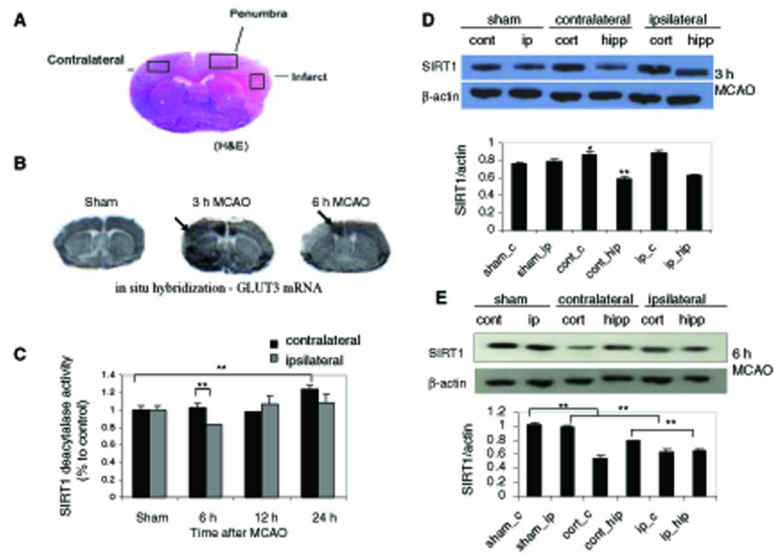 A
Penumbra
Contralateral
Infarct
(H&E)
B
Sham
3 h MCAO
6 h MCAO
in situ hybridization - GLUT3 mRNA
C
contralateral
ipsilateral
**
**
SIRT1 deacytalase activity
(% to control)
1.4
1.2
1
0.8
0.6
0.4
0.2
0
Sham
6 h
12 h
24 h
Time after MCAO
D
sham
contralateral
ipsilateral
cont
ip
cort
hipp
cort
hipp
SIRT1
β-actin
3 h
MCAO
SIRT1/actin
1
0.8
0.6
0.4
0.2
0
*
**
sham_c
sham_ip
cont_c
cont_hip
ip_c
ip_hip
E
sham
contralateral
ipsilateral
cont
ip
cort
hipp
cort
hipp
SIRT1
β-actin
6 h
MCAO
SIRT1/actin
1.2
1
0.8
0.6
0.4
0.2
0
**
**
**
sham_c
sham_ip
cort_c
cont_hip
ip_c
ip_hip